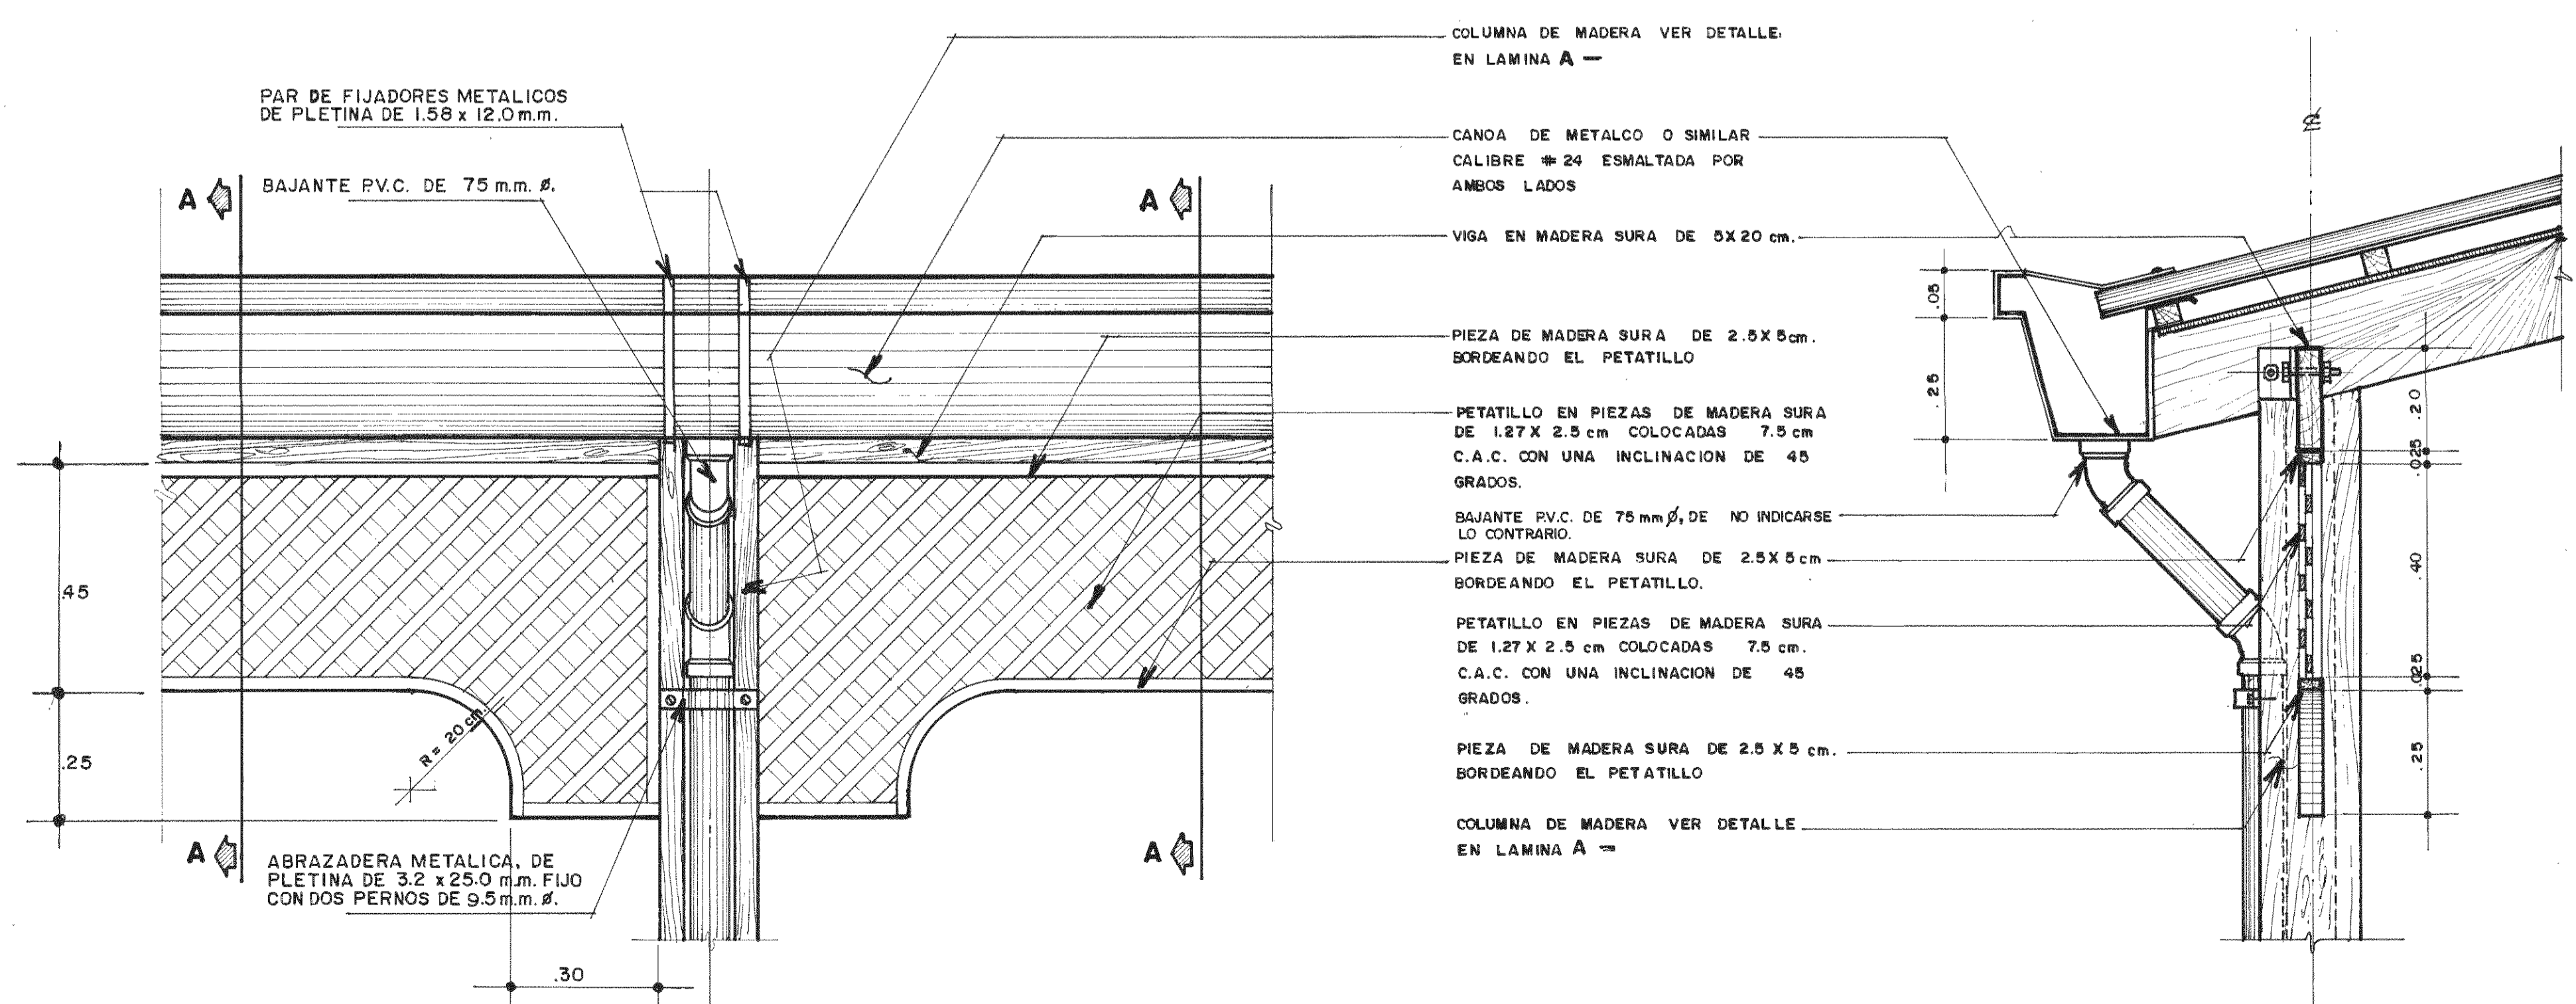 PAR DE FIJADORES METALICOS
DE PLETINA DE 1.58 x 12.0 m.m.
BAJANTE P.V.C. DE 75 m.m. Ø.
A
A
.45
.25
R = 20 cm.
A
A
ABRAZADERA METALICA, DE
PLETINA DE 3.2 x 25.0 m.m. FIJO
CON DOS PERNOS DE 9.5 m.m. Ø.
.30
COLUMNA DE MADERA VER DETALLE.
EN LAMINA A —
CANOA DE METALCO O SIMILAR
CALIBRE # 24 ESMALTADA POR
AMBOS LADOS
VIGA EN MADERA SURA DE 5X20 cm.
PIEZA DE MADERA SURA DE 2.5X5cm.
BORDEANDO EL PETATILLO
PETATILLO EN PIEZAS DE MADERA SURA
DE 1.27 X 2.5 cm COLOCADAS 7.5 cm
C.A.C. CON UNA INCLINACION DE 45
GRADOS.
BAJANTE P.V.C. DE 75 mm Ø, DE NO INDICARSE
LO CONTRARIO.
PIEZA DE MADERA SURA DE 2.5X5cm
BORDEANDO EL PETATILLO.
PETATILLO EN PIEZAS DE MADERA SURA
DE 1.27 X 2.5 cm COLOCADAS 7.5 cm.
C.A.C. CON UNA INCLINACION DE 45
GRADOS.
PIEZA DE MADERA SURA DE 2.5 X 5 cm.
BORDEANDO EL PETATILLO
COLUMNA DE MADERA VER DETALLE
EN LAMINA A —
.05
.25
.20
.025
.40
.025
.25